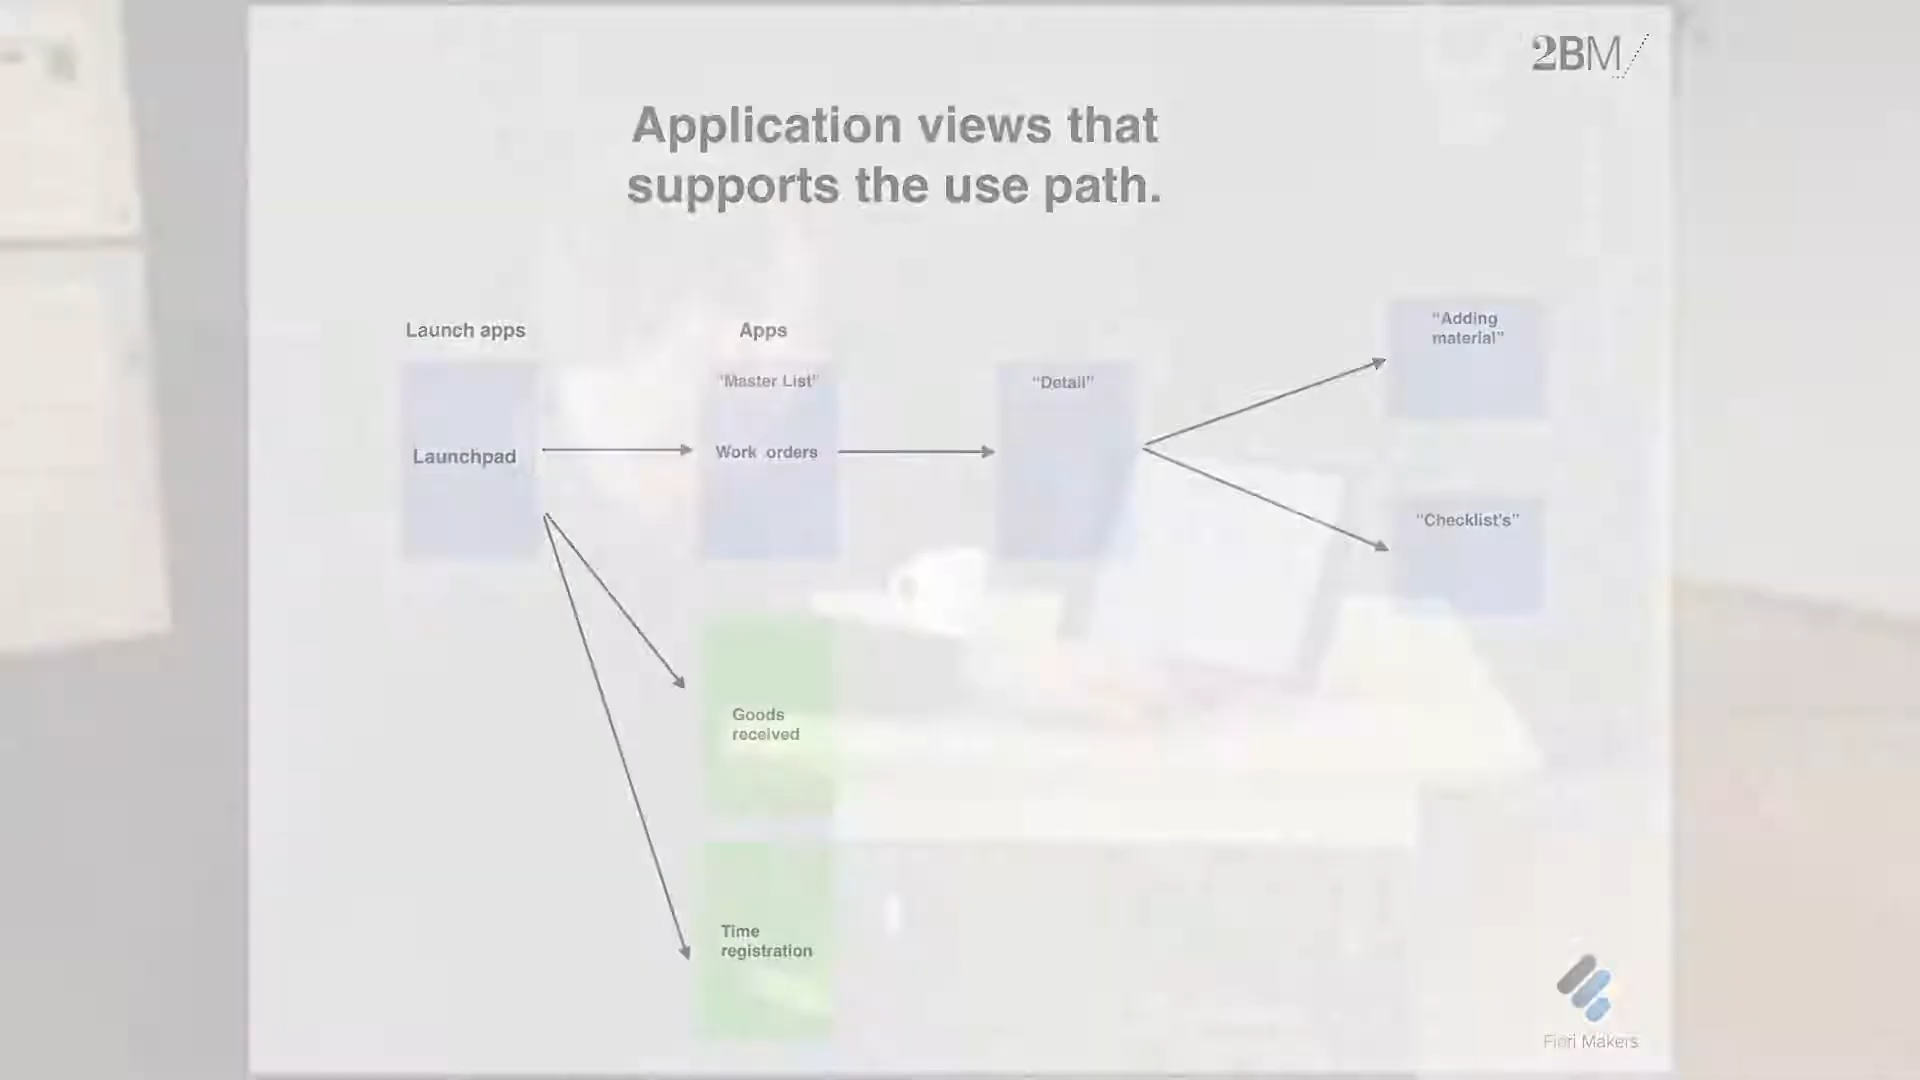 2BM
Application views that
supports the use path.
Launch apps
Apps
"Adding
material"
"Master List"
"Detail"
Launchpad
Work orders
"Checklist's"
Goods
received
Time
registration
Fiori Makers